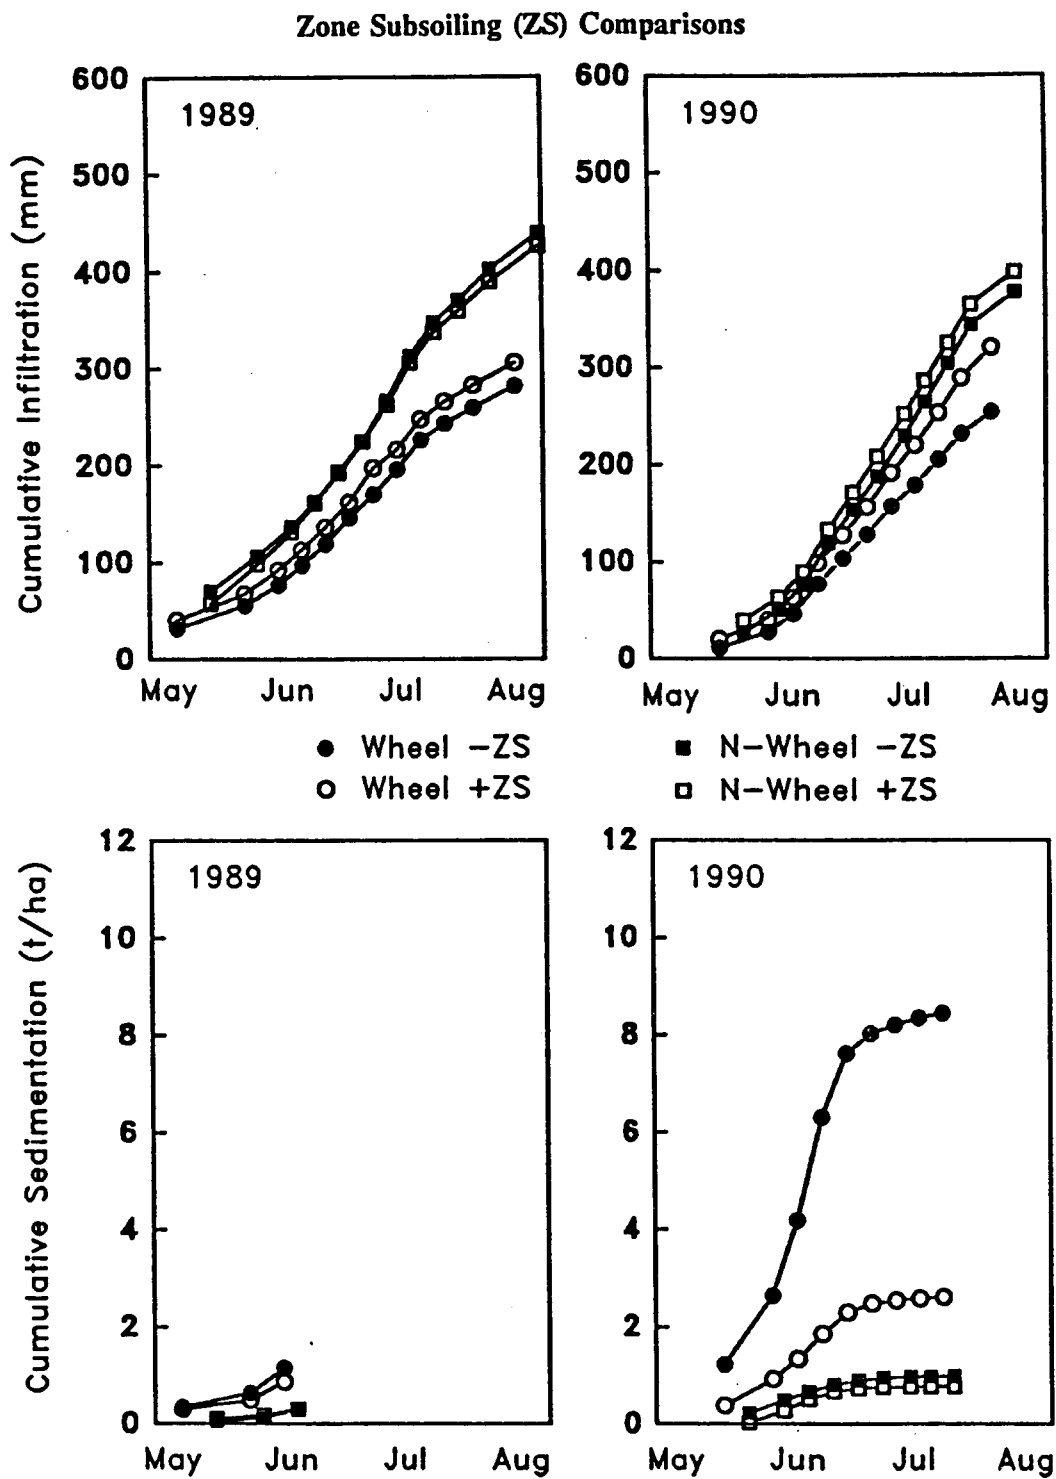 Zone Subsoiling (ZS) Comparisons
Cumulative Infiltration (mm)
600
500
400
300
200
100
0
1989
May Jun Jul Aug
600
500
400
300
200
100
0
1990
May Jun Jul Aug
Wheel -ZS
Wheel +ZS
N-Wheel -ZS
N-Wheel +ZS
Cumulative Sedimentation (t/ha)
12
10
8
6
4
2
0
1989
May Jun Jul Aug
12
10
8
6
4
2
0
1990
May Jun Jul Aug